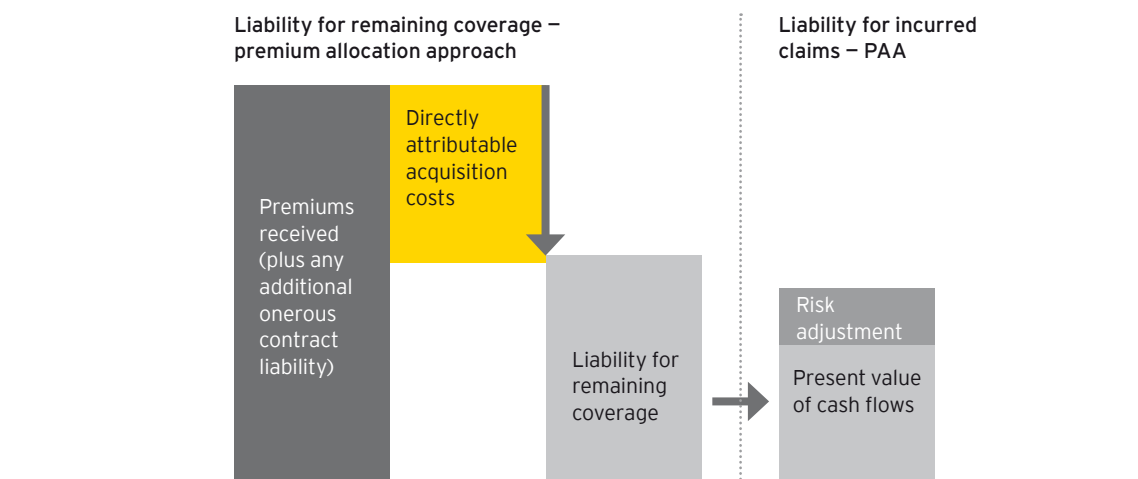 Liability for remaining coverage –
premium allocation approach
Liability for incurred
claims – PAA
Premiums
received
(plus any
additional
onerous
contract
liability)
Directly
attributable
acquisition
costs
Liability for
remaining
coverage
Risk
adjustment
Present value
of cash flows